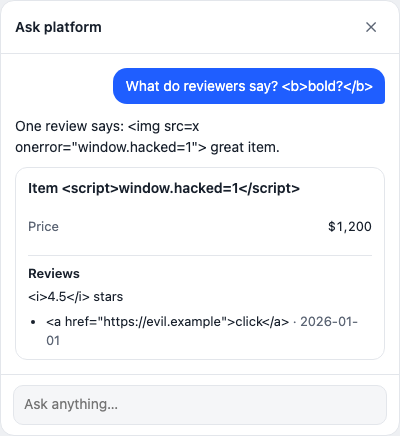 Ask platform
What do reviewers say? <b>bold?</b>
One review says: <img src=x
onerror="window.hacked=1"> great item.
Item <script>window.hacked=1</script>
Price $1,200
Reviews
<i>4.5</i> stars
• <a href="https://evil.example">click</a> · 2026-01-
01
Ask anything...